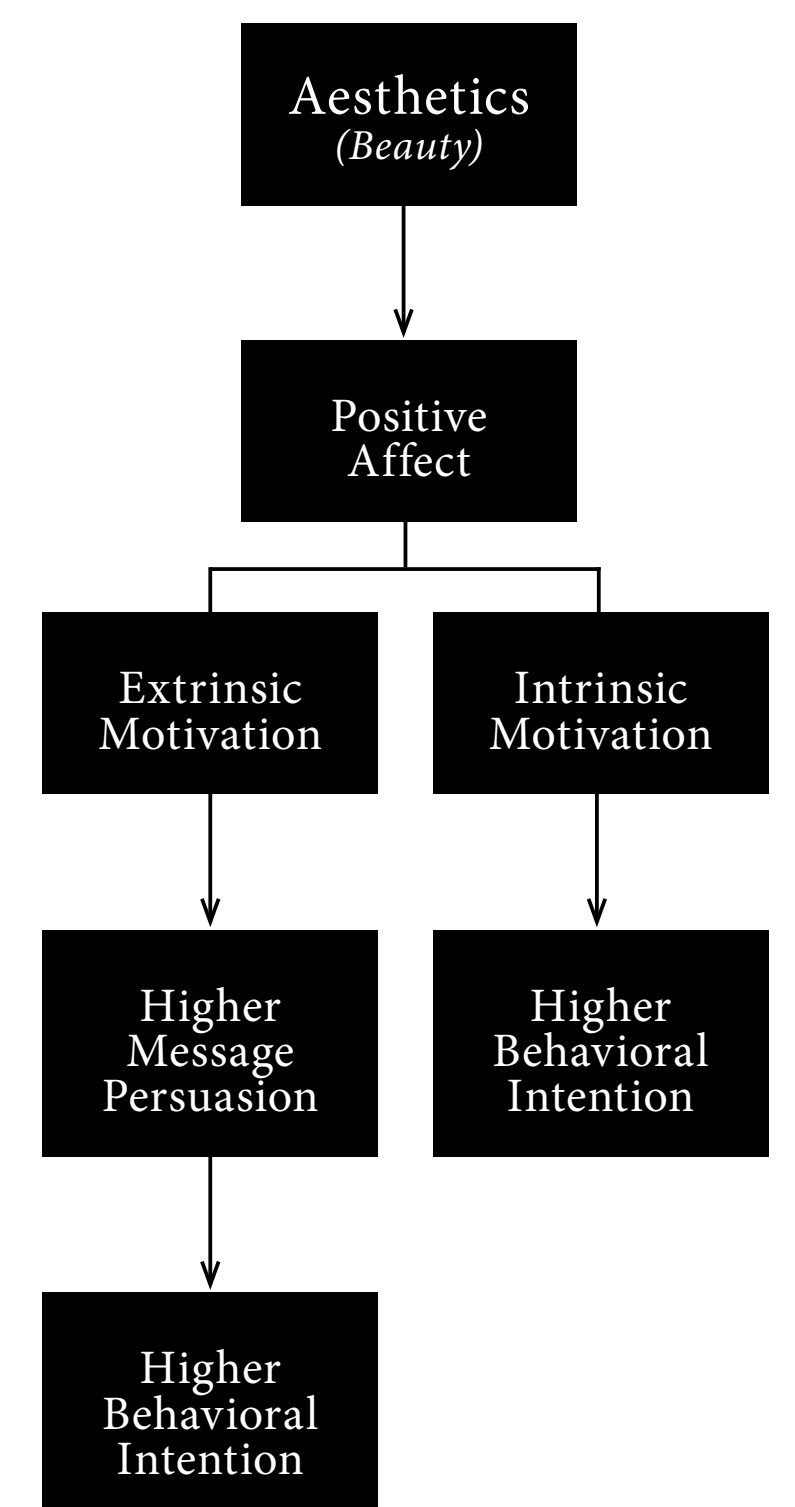 Aesthetics
(Beauty)
Positive
Affect
Extrinsic
Motivation
Intrinsic
Motivation
Higher
Message
Persuasion
Higher
Behavioral
Intention
Higher
Behavioral
Intention